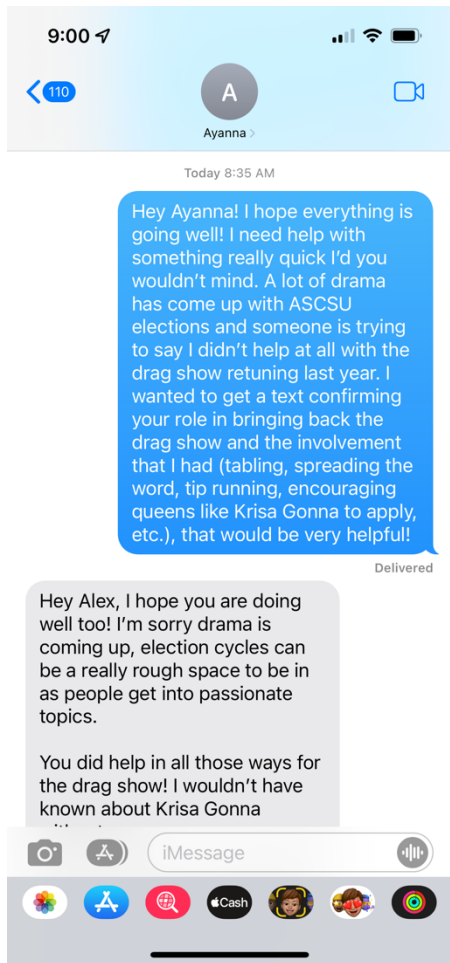 9:00
110
A
Ayanna
Today 8:35 AM
Hey Ayanna! I hope everything is
going well! I need help with
something really quick I'd you
wouldn't mind. A lot of drama
has come up with ASCSU
elections and someone is trying
to say I didn't help at all with the
drag show retuning last year. I
wanted to get a text confirming
your role in bringing back the
drag show and the involvement
that I had (tabling, spreading the
word, tip running, encouraging
queens like Krisa Gonna to apply,
etc.), that would be very helpful!
Delivered
Hey Alex, I hope you are doing
well too! I'm sorry drama is
coming up, election cycles can
be a really rough space to be in
as people get into passionate
topics.
You did help in all those ways for
the drag show! I wouldn't have
known about Krisa Gonna
iMessage
Cash